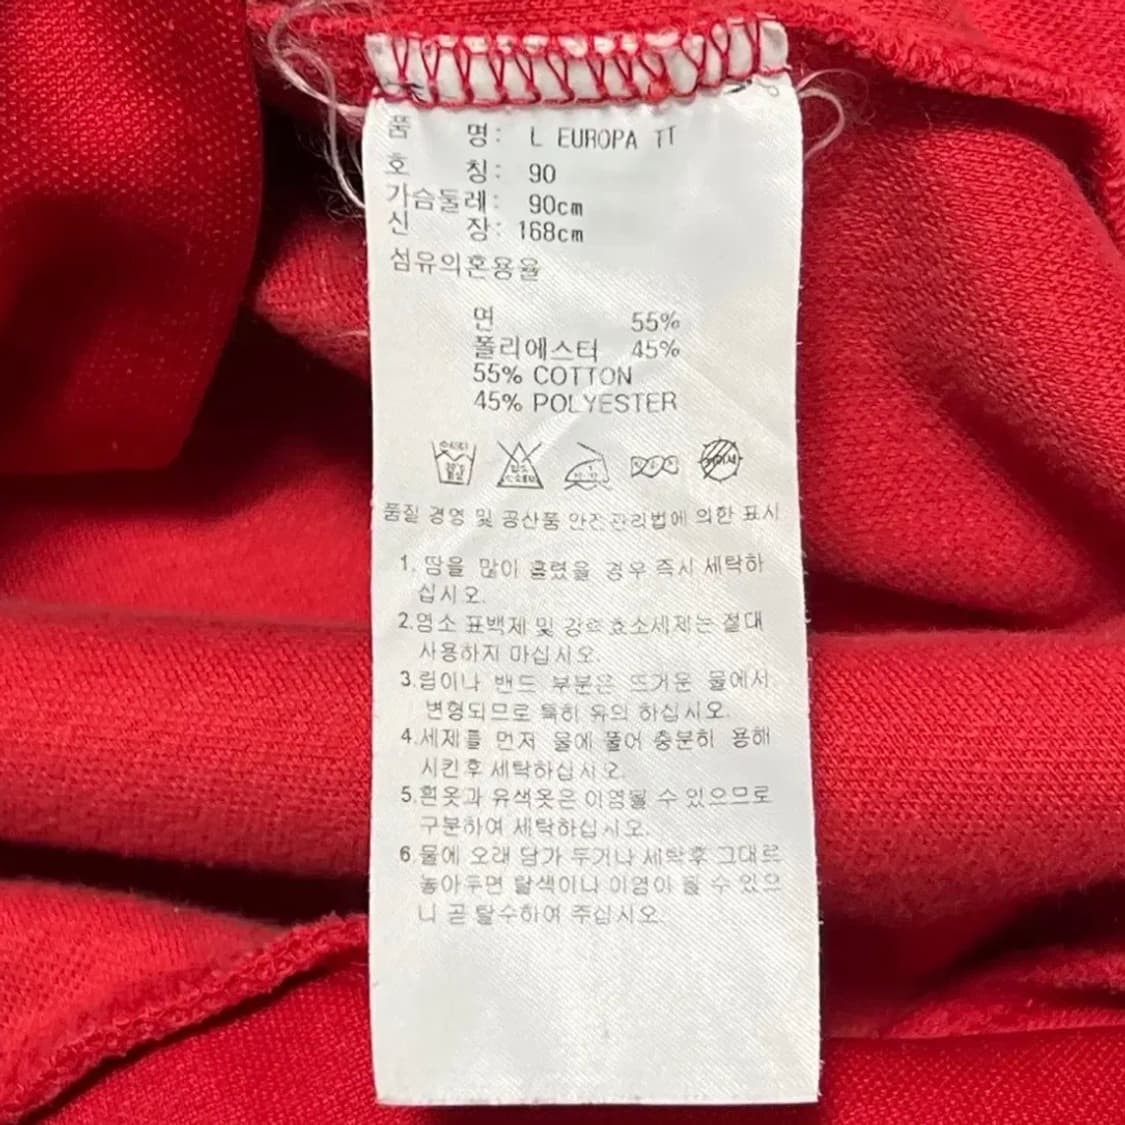 품 명: L EUROPA TT
호 칭: 90
가슴둘레: 90cm
신 장: 168cm
섬유의혼용율
면 55%
폴리에스터 45%
55% COTTON
45% POLYESTER
품질 경영 및 공산품 안전 관리법에 의한 표시
1. 땀을 많이 흘렸을 경우 즉시 세탁하
십시오.
2.염소 표백제 및 강력 효소세제는 절대
사용하지 마십시오.
3.립이나 밴드 부분은 뜨거운 물에서
변형되므로 특히 유의 하십시오.
4.세제를 먼저 물에 풀어 충분히 용해
시킨후 세탁하십시오.
5.흰옷과 유색옷은 이염될 수 있으므로
구분하여 세탁하십시오.
6.물에 오래 담가 두거나 세탁후 그대로
놓아두면 탈색이나 이염이 될 수 있으
니 곧 탈수하여 주십시오.